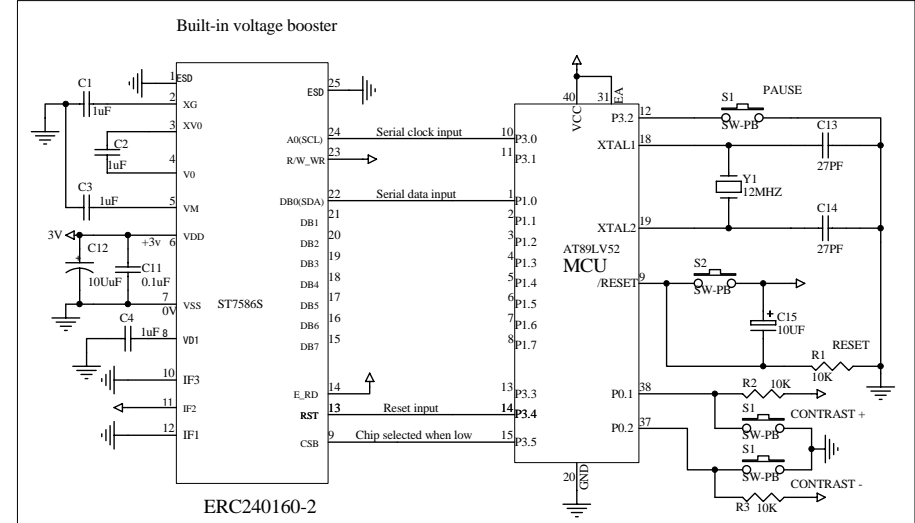 Built-in voltage booster
1 ESD
C1
2 XG
1uF
3 XV0
C2
1uF
4 V0
C3
1uF
5 VM
3V
+3v
6 VDD
C12
10UuF
C11
0.1uF
7 VSS
0V
C4
1uF
8 VD1
10 IF3
11 IF2
12 IF1
ST7586S
ERC240160-2
ESD 25
A0(SCL) 24 Serial clock input 10 P3.0
R/W_WR 23
11 P3.1
DB0(SDA) 22 Serial data input 1 P1.0
DB1 21
2 P1.1
DB2 20
3 P1.2
DB3 19
4 P1.3
DB4 18
5 P1.4
DB5 17
6 P1.5
DB6 16
7 P1.6
DB7 15
8 P1.7
E_RD 14
13 P3.3
RST 13 Reset input 14 P3.4
CSB 9 Chip selected when low 15 P3.5
40 VCC
31 EA
P3.2 12
S1
PAUSE
SW-PB
XTAL1 18
C13
27PF
Y1
12MHZ
C14
XTAL2 19
27PF
AT89LV52
MCU
/RESET 9
S2
SW-PB
C15
+
10UF
RESET
R1
10K
P0.1 38
R2 10K
S1
CONTRAST +
SW-PB
P0.2 37
S1
SW-PB
CONTRAST -
R3 10K
20 GND